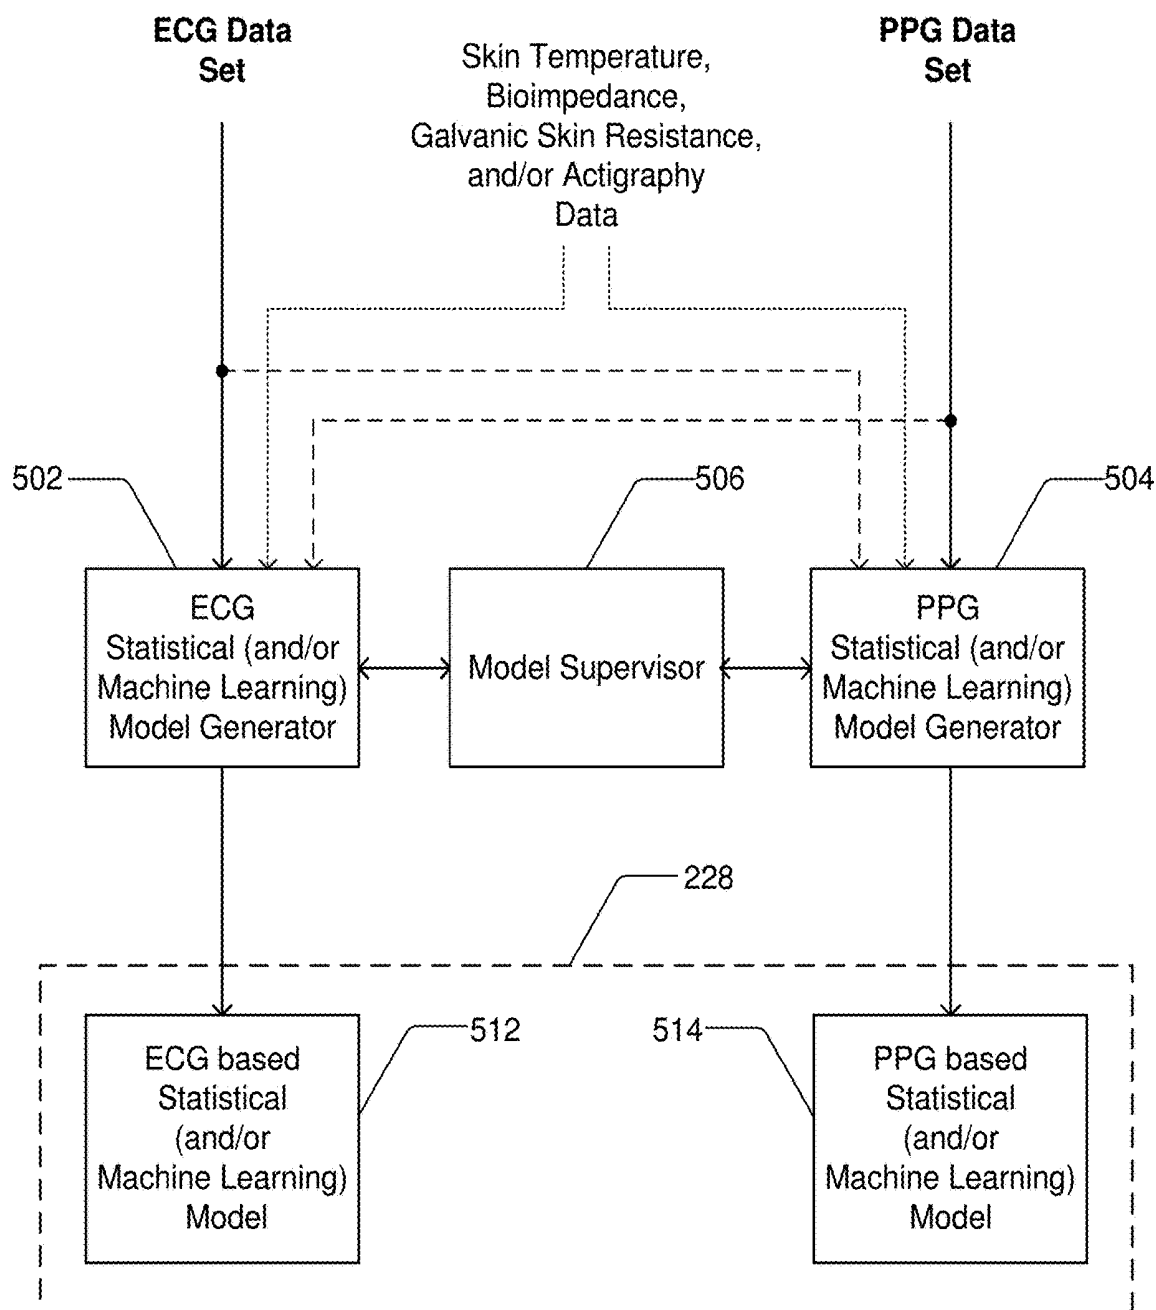 ECG Data
Set
PPG Data
Set
Skin Temperature,
Bioimpedance,
Galvanic Skin Resistance,
and/or Actigraphy
Data
502
506
504
ECG
Statistical (and/or
Machine Learning)
Model Generator
Model Supervisor
PPG
Statistical (and/or
Machine Learning)
Model Generator
228
512
514
ECG based
Statistical
(and/or
Machine Learning)
Model
PPG based
Statistical
(and/or
Machine Learning)
Model